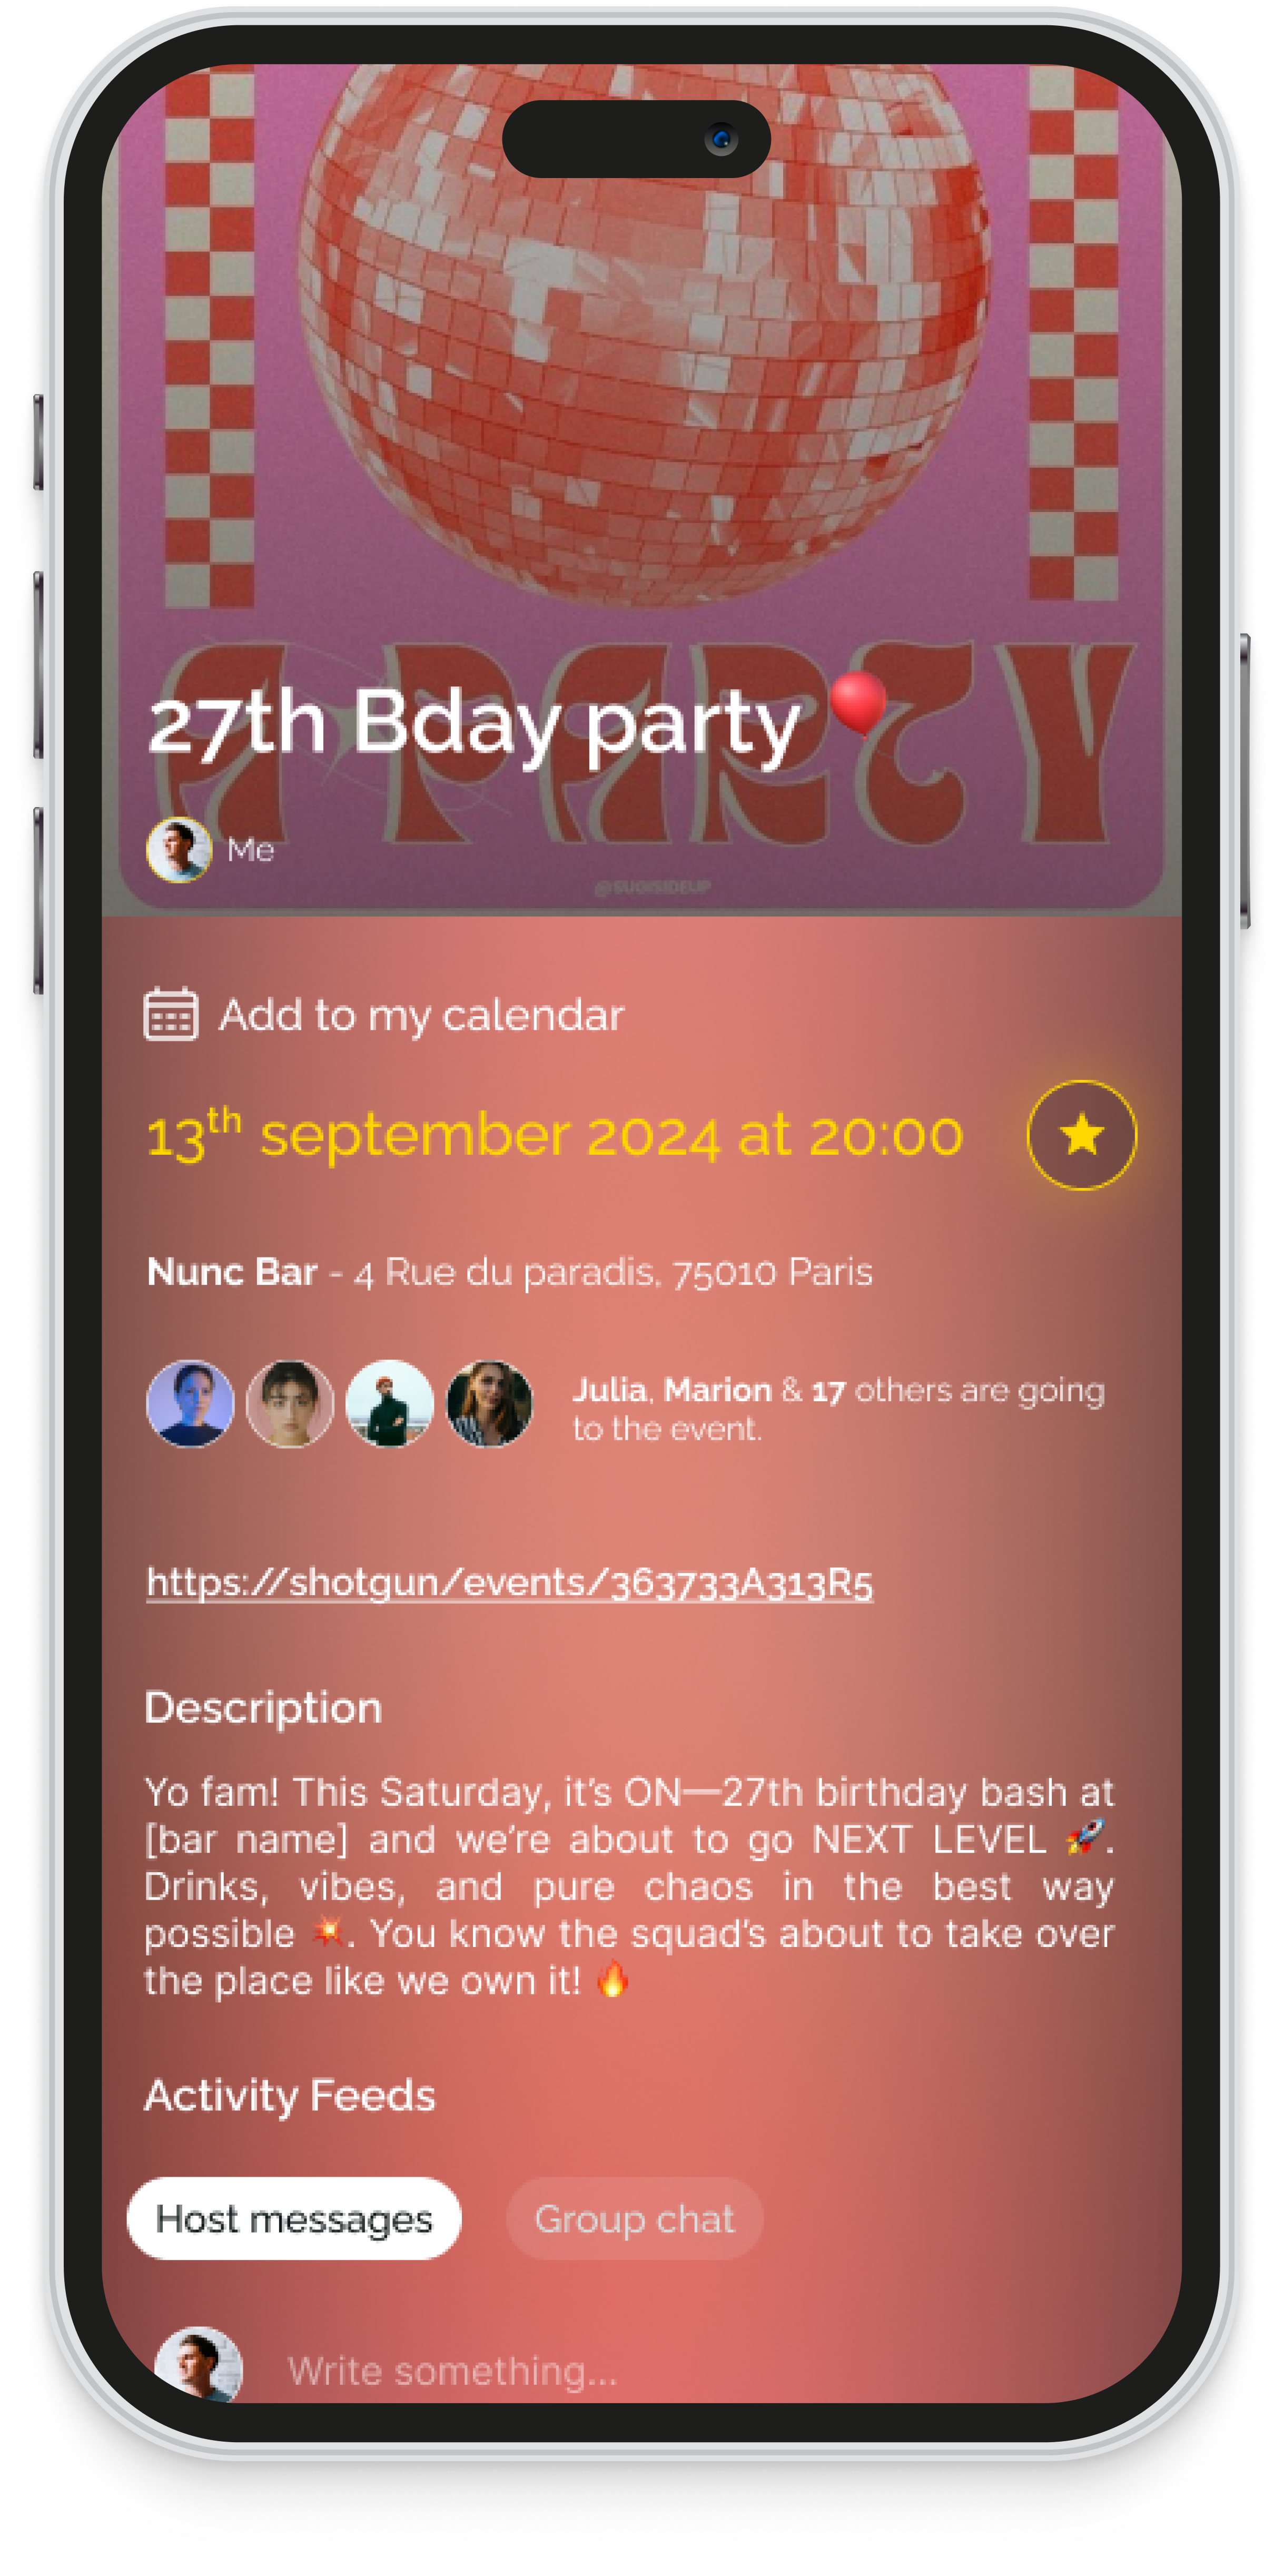 A PARTY
27th Bday party 🎈
Me
@SUGISIDEUP
Add to my calendar
13th september 2024 at 20:00
Nunc Bar - 4 Rue du paradis, 75010 Paris
Julia, Marion & 17 others are going
to the event.
https://shotgun/events/363733A313R5
Description
Yo fam! This Saturday, it’s ON—27th birthday bash at
[bar name] and we’re about to go NEXT LEVEL 🚀.
Drinks, vibes, and pure chaos in the best way
possible 💥. You know the squad’s about to take over
the place like we own it! 🔥
Activity Feeds
Host messages
Group chat
Write something...